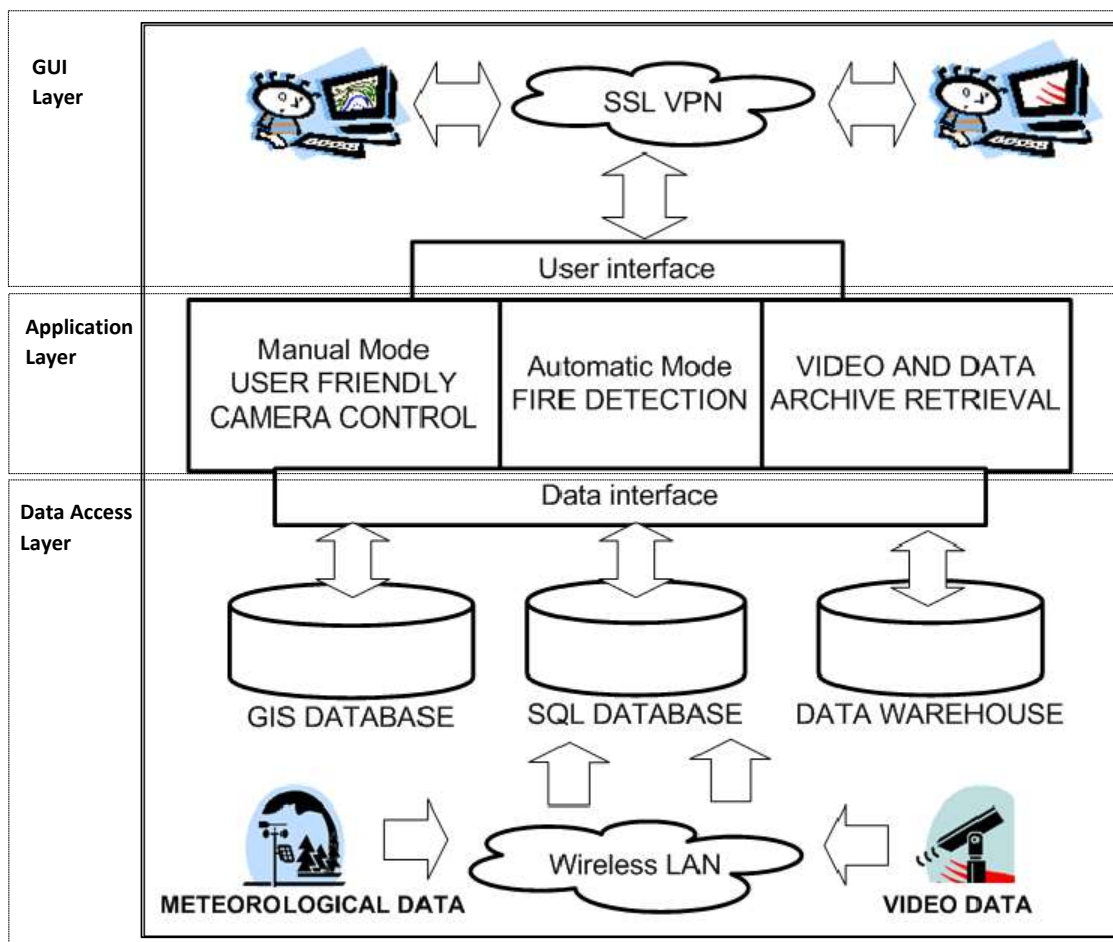 GUI
Layer
SSL VPN
User interface
Application
Layer
Manual Mode
USER FRIENDLY
CAMERA CONTROL
Automatic Mode
FIRE DETECTION
VIDEO AND DATA
ARCHIVE RETRIEVAL
Data Access
Layer
Data interface
GIS DATABASE
SQL DATABASE
DATA WAREHOUSE
Wireless LAN
METEOROLOGICAL DATA
VIDEO DATA